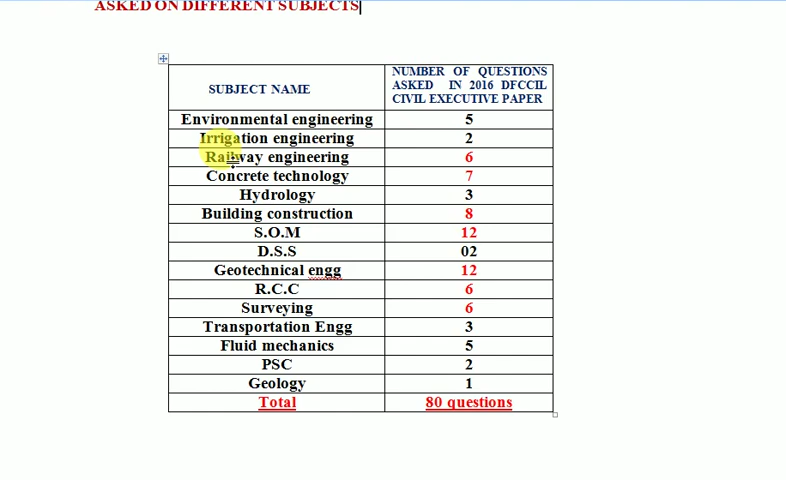 ASKED ON DIFFERENT SUBJECTS
SUBJECT NAME
NUMBER OF QUESTIONS
ASKED IN 2016 DFCCIL
CIVIL EXECUTIVE PAPER
Environmental engineering 5
Irrigation engineering 2
Railway engineering 6
Concrete technology 7
Hydrology 3
Building construction 8
S.O.M 12
D.S.S 02
Geotechnical engg 12
R.C.C 6
Surveying 6
Transportation Engg 3
Fluid mechanics 5
PSC 2
Geology 1
Total 80 questions